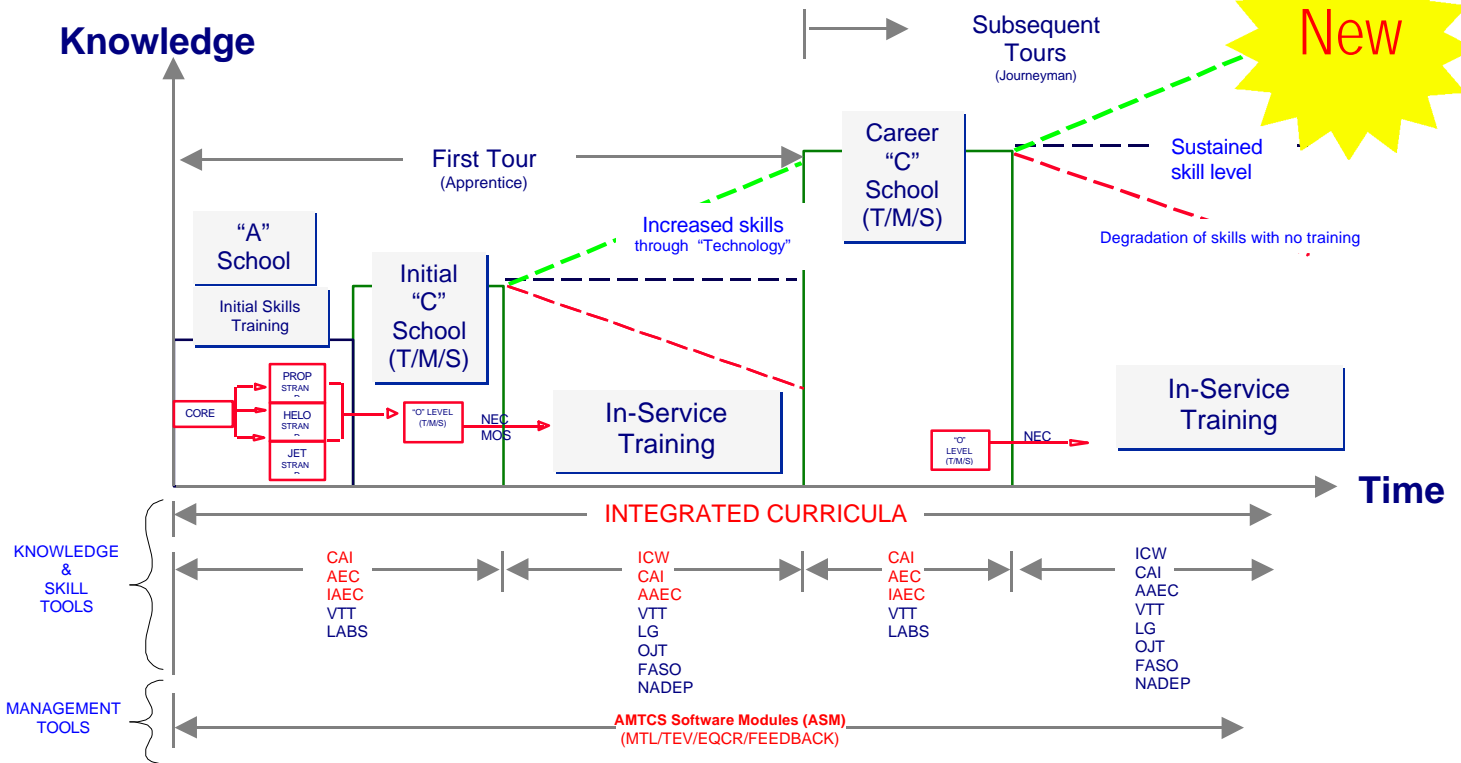 Knowledge
New
Subsequent
Tours
(Journeyman)
First Tour
(Apprentice)
Career
“C”
School
(T/M/S)
Sustained
skill level
“A”
School
Increased skills
through “Technology”
Degradation of skills with no training
Initial
“C”
School
(T/M/S)
Initial Skills
Training
CORE
PROP
STRAN
HELO
STRAN
JET
STRAN
“O” LEVEL
(T/M/S)
NEC
MOS
In-Service
Training
“O”
LEVEL
(T/M/S)
NEC
In-Service
Training
Time
INTEGRATED CURRICULA
KNOWLEDGE
&
SKILL
TOOLS
CAI
AEC
IAEC
VTT
LABS
ICW
CAI
AAEC
VTT
LG
OJT
FASO
NADEP
CAI
AEC
IAEC
VTT
LABS
ICW
CAI
AAEC
VTT
LG
OJT
FASO
NADEP
MANAGEMENT
TOOLS
AMTCS Software Modules (ASM)
(MTL/TEV/EQCR/FEEDBACK)